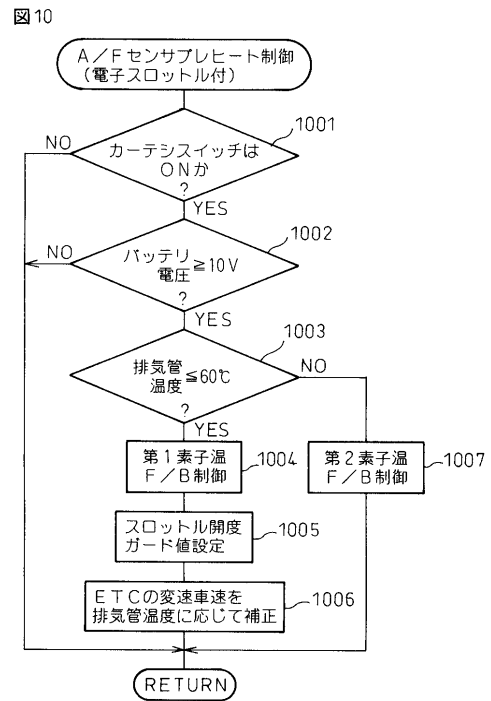 図10
A/Fセンサプレヒート制御
(電子スロットル付)
1001
NO
カーテシスイッチは
ONか
?
YES
1002
NO
バッテリ
電圧
≧10V
?
YES
1003
排気管
温度
≦60℃
NO
?
YES
第1素子温
F/B制御
1004
第2素子温
F/B制御
1007
スロットル開度
ガード値設定
1005
ETCの変速車速を
排気管温度に応じて補正
1006
RETURN